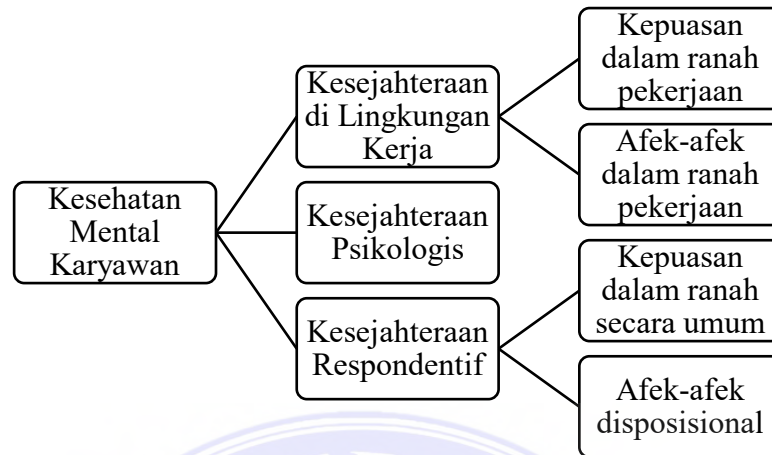 Kesehatan
Mental
Karyawan
Kesejahteraan
di Lingkungan
Kerja
Kesejahteraan
Psikologis
Kesejahteraan
Respondentif
Kepuasan
dalam ranah
pekerjaan
Afek-afek
dalam ranah
pekerjaan
Kepuasan
dalam ranah
secara umum
Afek-afek
disposisional